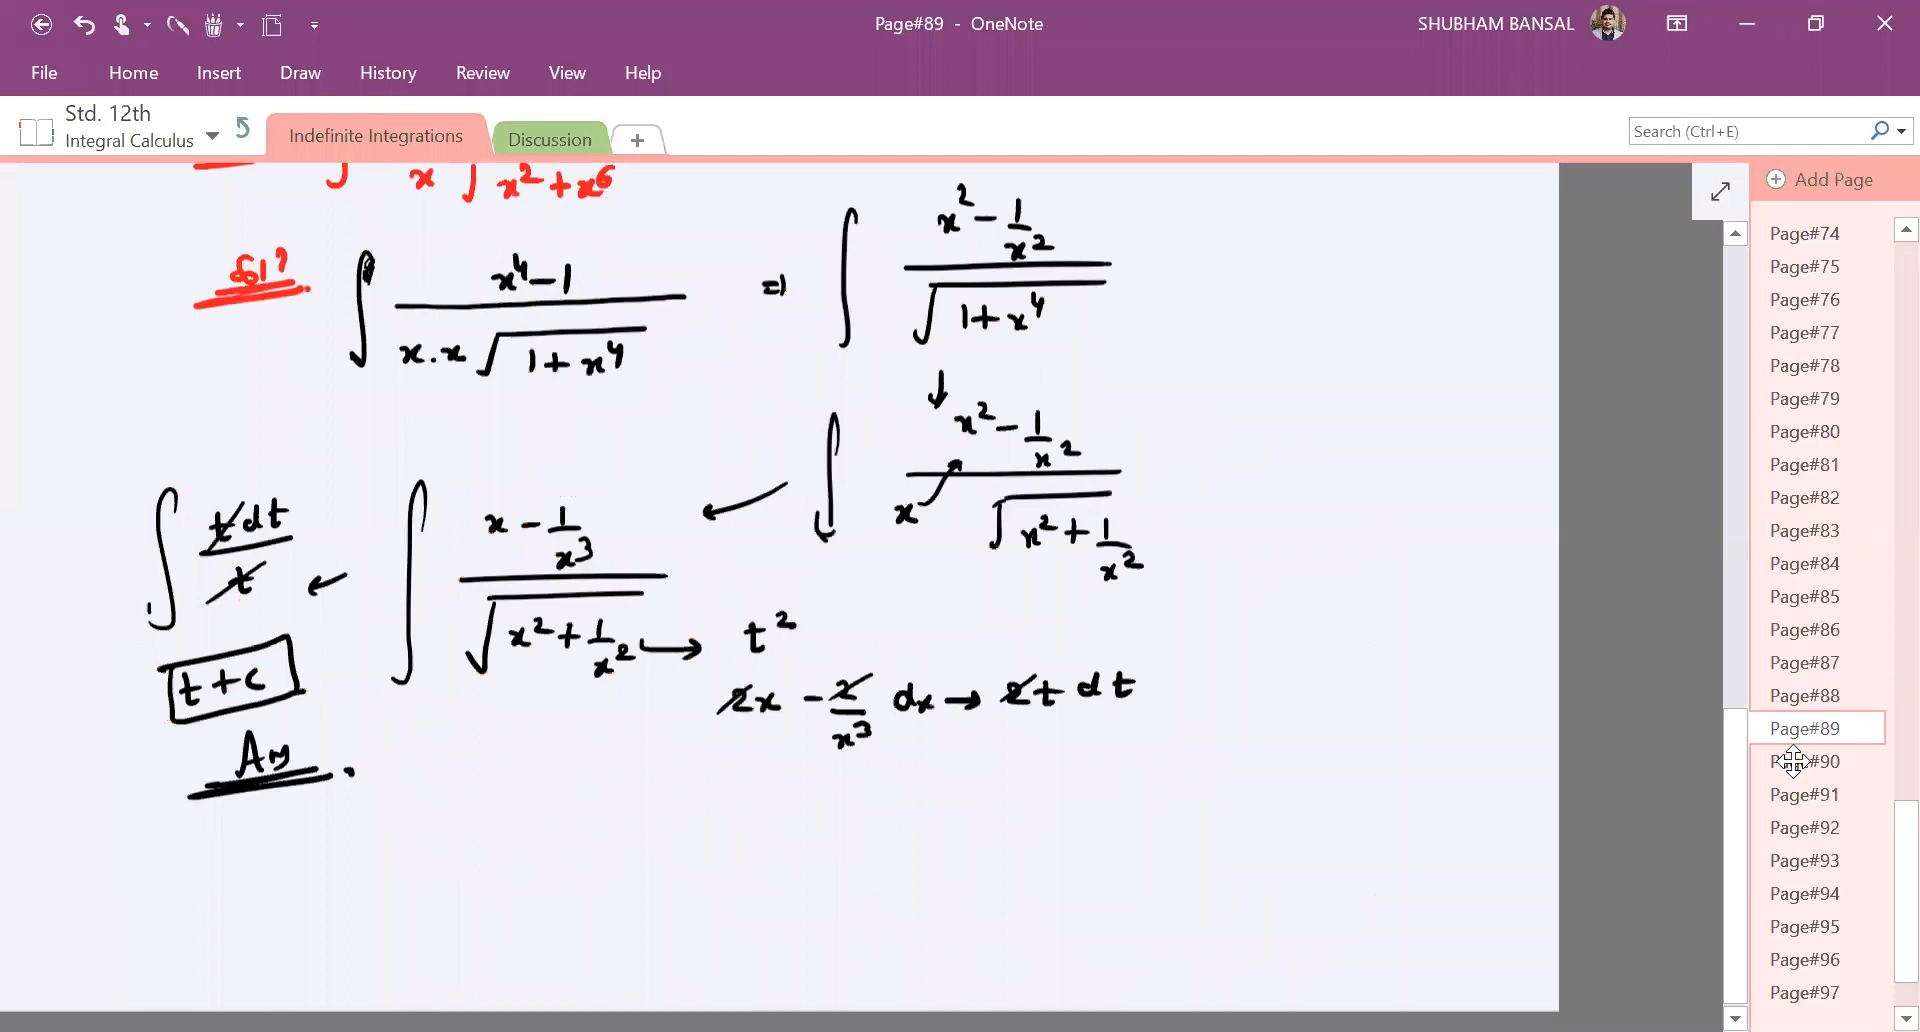 Page#89 - OneNote
SHUBHAM BANSAL
File Home Insert Draw History Review View Help
Std. 12th
Integral Calculus
Indefinite Integrations
Discussion
+
Search (Ctrl+E)
Add Page
Page#74
Page#75
Page#76
Page#77
Page#78
Page#79
Page#80
Page#81
Page#82
Page#83
Page#84
Page#85
Page#86
Page#87
Page#88
Page#89
Page#90
Page#91
Page#92
Page#93
Page#94
Page#95
Page#96
Page#97
∫ x √(x² + x⁶)
∫ (x⁴ - 1)/(x.x √(1 + x⁴)) ⇒ ∫ (x² - 1/x²)/√(1 + x⁴)
↓
∫ (x² - 1/x²)/(x √(x² + 1/x²))
← ∫ (x - 1/x³)/√(x² + 1/x²) → t²
2x - 2/x³ dx → 2t dt
∫ t dt/t ←
t + c
Ans.